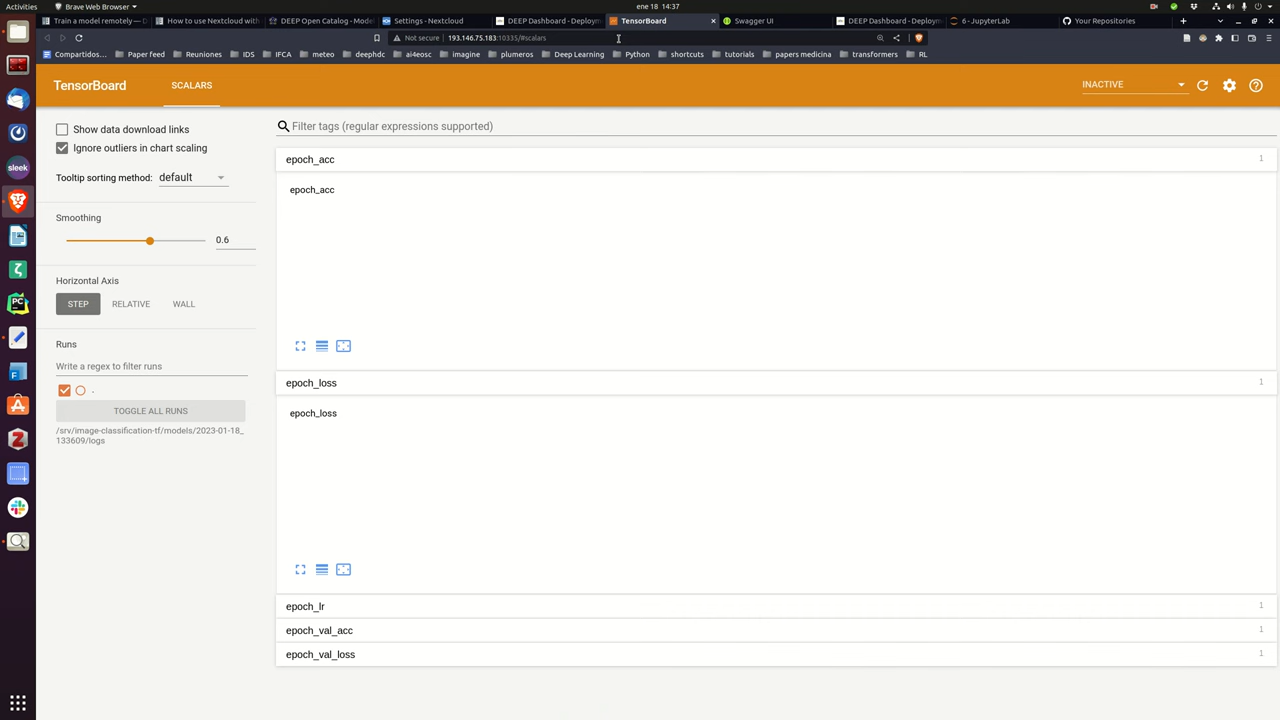 Activities Brave Web Browser ene 18 14:37
Train a model remotely — D How to use Nextcloud with DEEP Open Catalog - Model Settings - Nextcloud DEEP Dashboard - Deploym TensorBoard Swagger UI DEEP Dashboard - Deploym 6 - JupyterLab Your Repositories
Not secure 193.146.75.183:10335/#scalars
Compartidos... Paper feed Reruns IDS IFCA meteo deephdc ai4eosc imagine plumeros Deep Learning Python shortcuts tutorials papers medicina transformers RL
TensorBoard SCALARS INACTIVE
Show data download links
Ignore outliers in chart scaling
Tooltip sorting method: default
Smoothing
0.6
Horizontal Axis
STEP RELATIVE WALL
Runs
Write a regex to filter runs
.
TOGGLE ALL RUNS
/srv/image-classification-tf/models/2023-01-18_
133609/logs
Filter tags (regular expressions supported)
epoch_acc 1
epoch_acc
epoch_loss 1
epoch_loss
epoch_lr 1
epoch_val_acc 1
epoch_val_loss 1
sleek